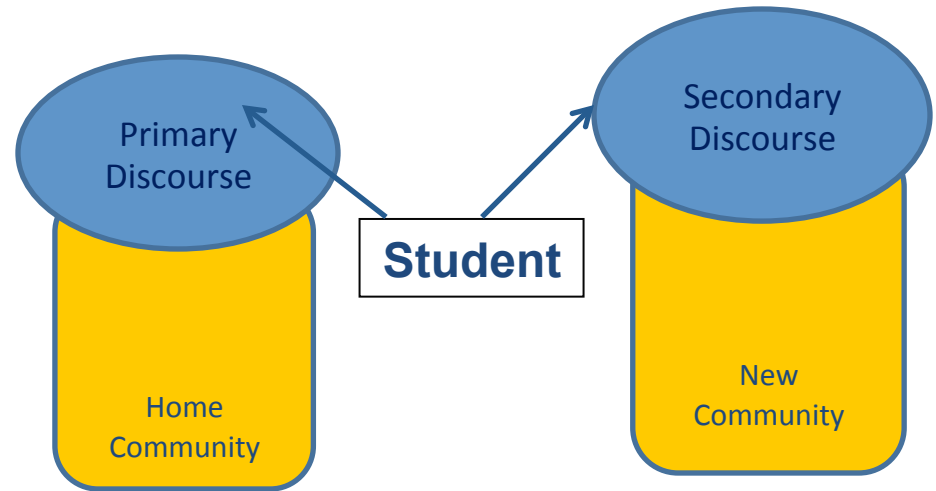 Primary
Discourse
Secondary
Discourse
Student
Home
Community
New
Community